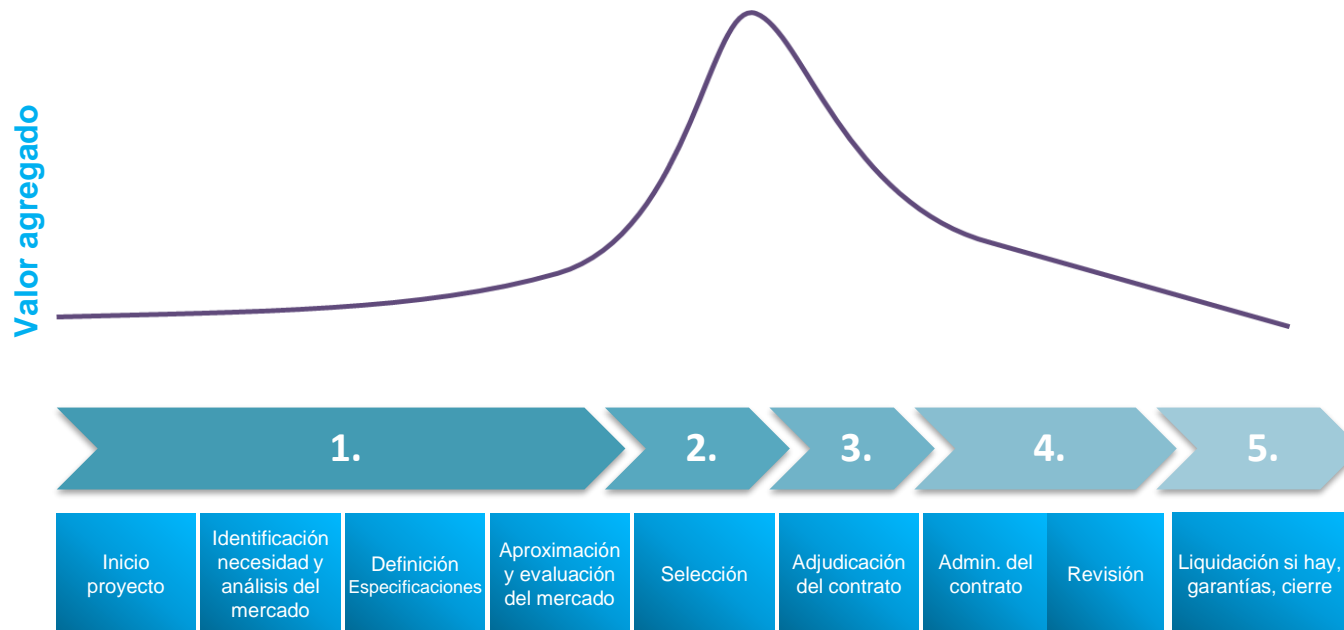 Valor agregado
1.
2.
3.
4.
5.
Inicio
proyecto
Identificación
necesidad y
análisis del
mercado
Definición
Especificaciones
Aproximación
y evaluación
del mercado
Selección
Adjudicación
del contrato
Admin. del
contrato
Revisión
Liquidación si hay,
garantías, cierre